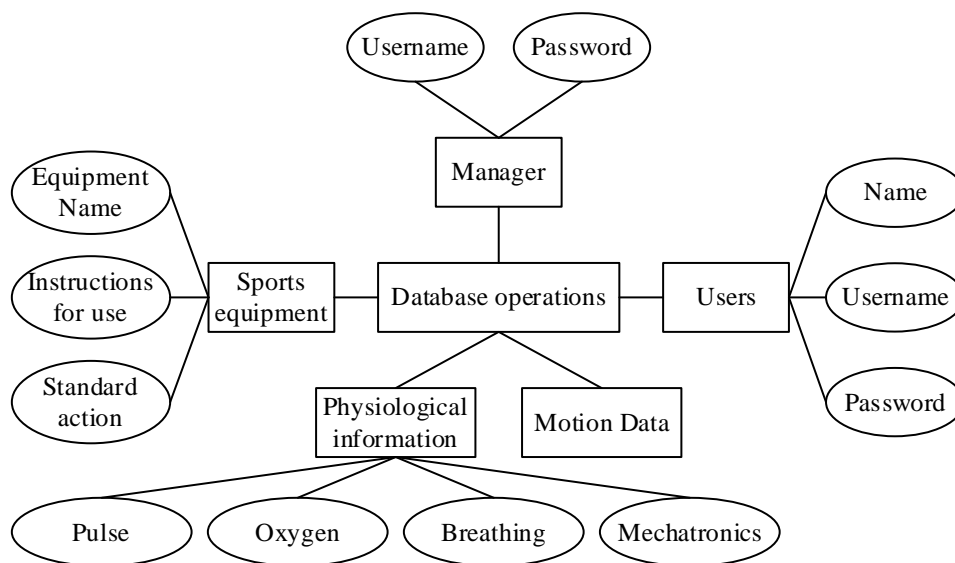 Username
Password
Manager
Equipment
Name
Name
Instructions
for use
Sports
equipment
Database operations
Users
Username
Standard
action
Physiological
information
Motion Data
Password
Pulse
Oxygen
Breathing
Mechatronics